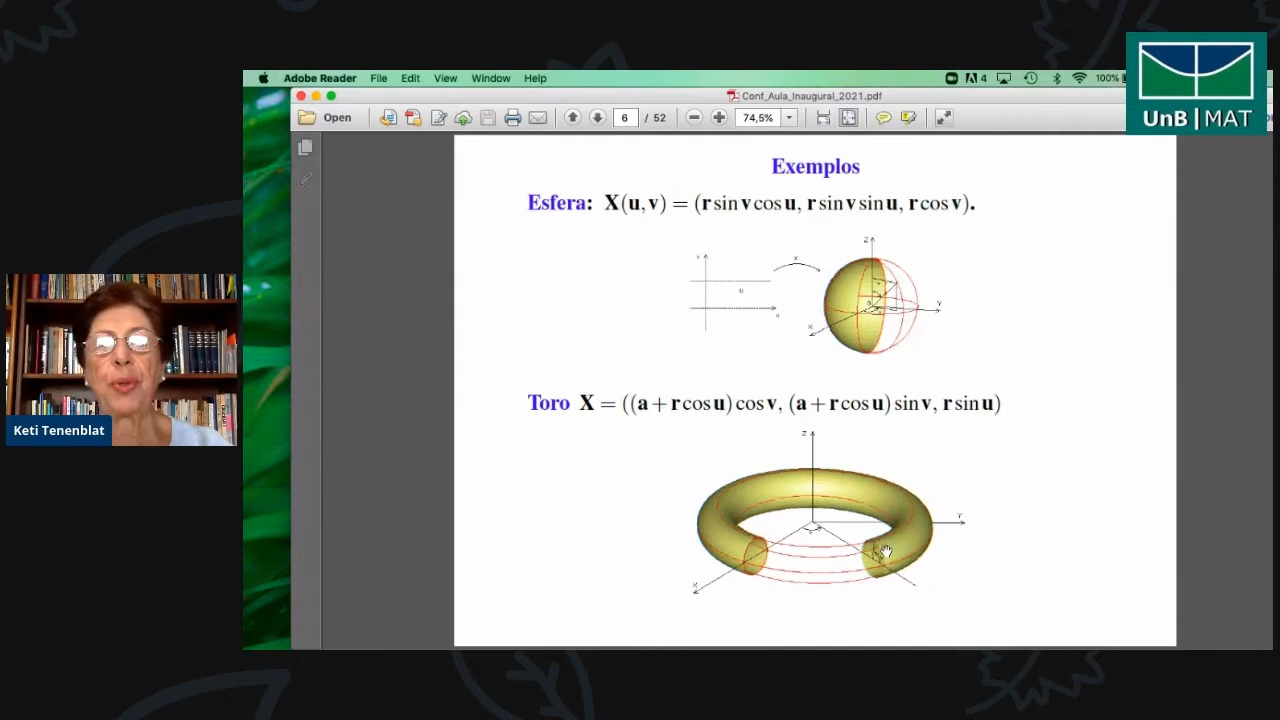 Adobe Reader File Edit View Window Help
4
100%
Conf_Aula_Inaugural_2021.pdf
Open
6 / 52
74,5%
UnB|MAT
Exemplos
Esfera: X(u,v) = (r sin v cos u, r sin v sin u, r cos v).
Z
x
v
u
u
Y
X
Toro X = ((a + r cos u) cos v, (a + r cos u) sin v, r sin u)
Z
Y
v
X
Keti Tenenblat